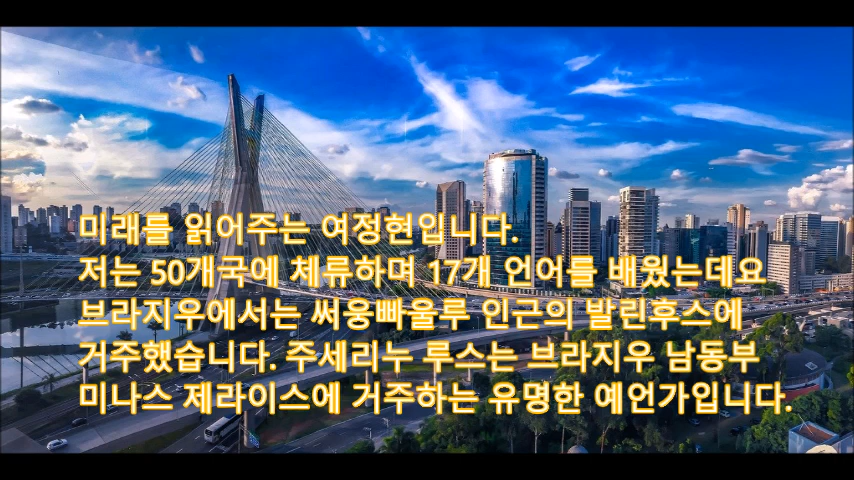 미래를 읽어주는 여정현입니다.
저는 50개국에 체류하며 17개 언어를 배웠는데요
브라지우에서는 써웅빠울루 인근의 발린후스에
거주했습니다. 주세리누 루스는 브라지우 남동부
미나스 제라이스에 거주하는 유명한 예언가입니다.